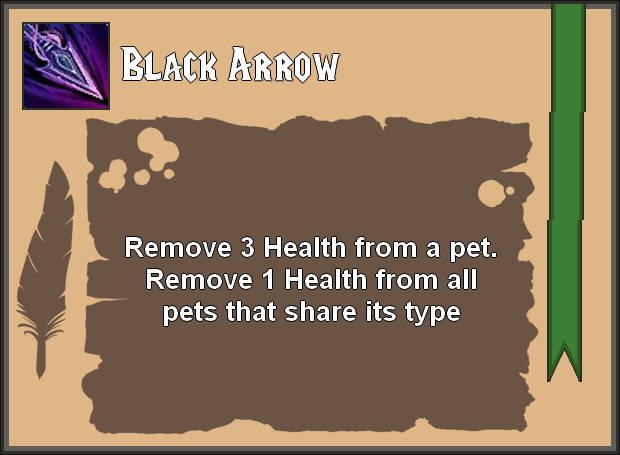 Black Arrow
Remove 3 Health from a pet.
Remove 1 Health from all
pets that share its type